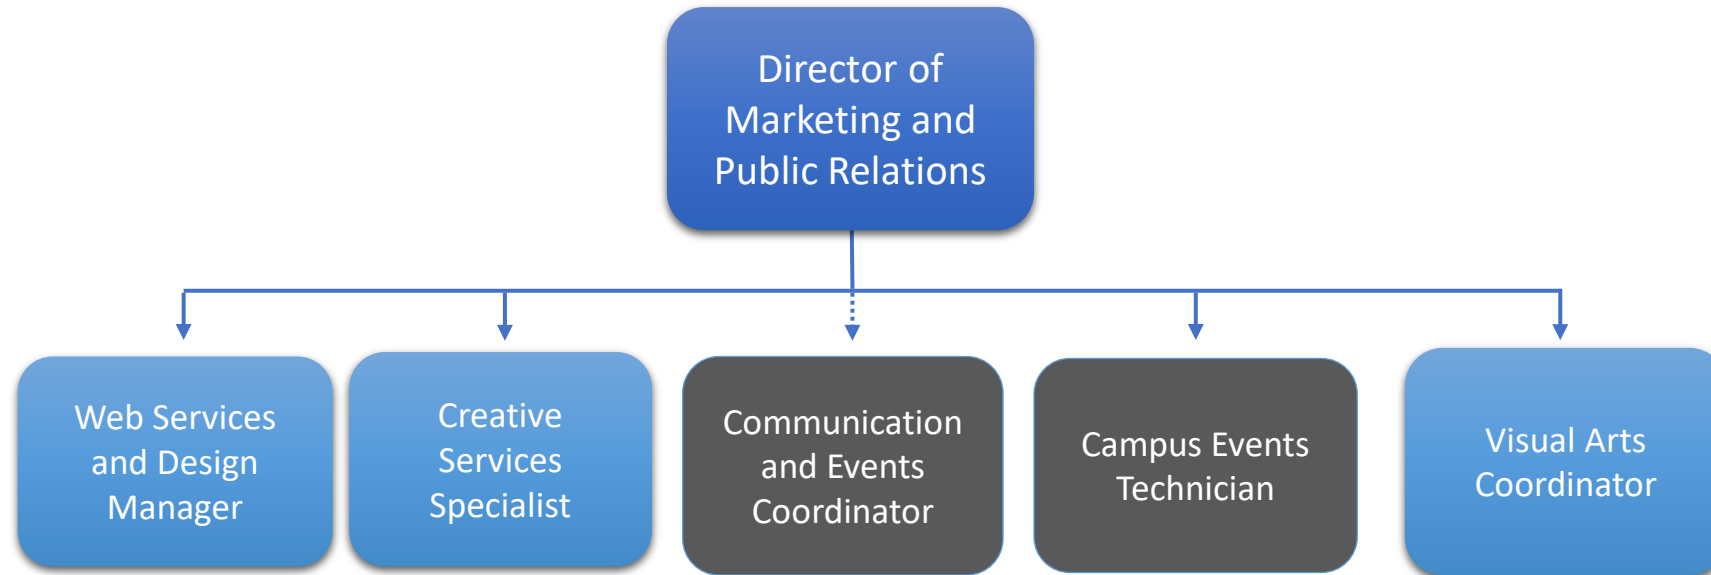 Director of
Marketing and
Public Relations
Web Services
and Design
Manager
Creative
Services
Specialist
Communication
and Events
Coordinator
Campus Events
Technician
Visual Arts
Coordinator